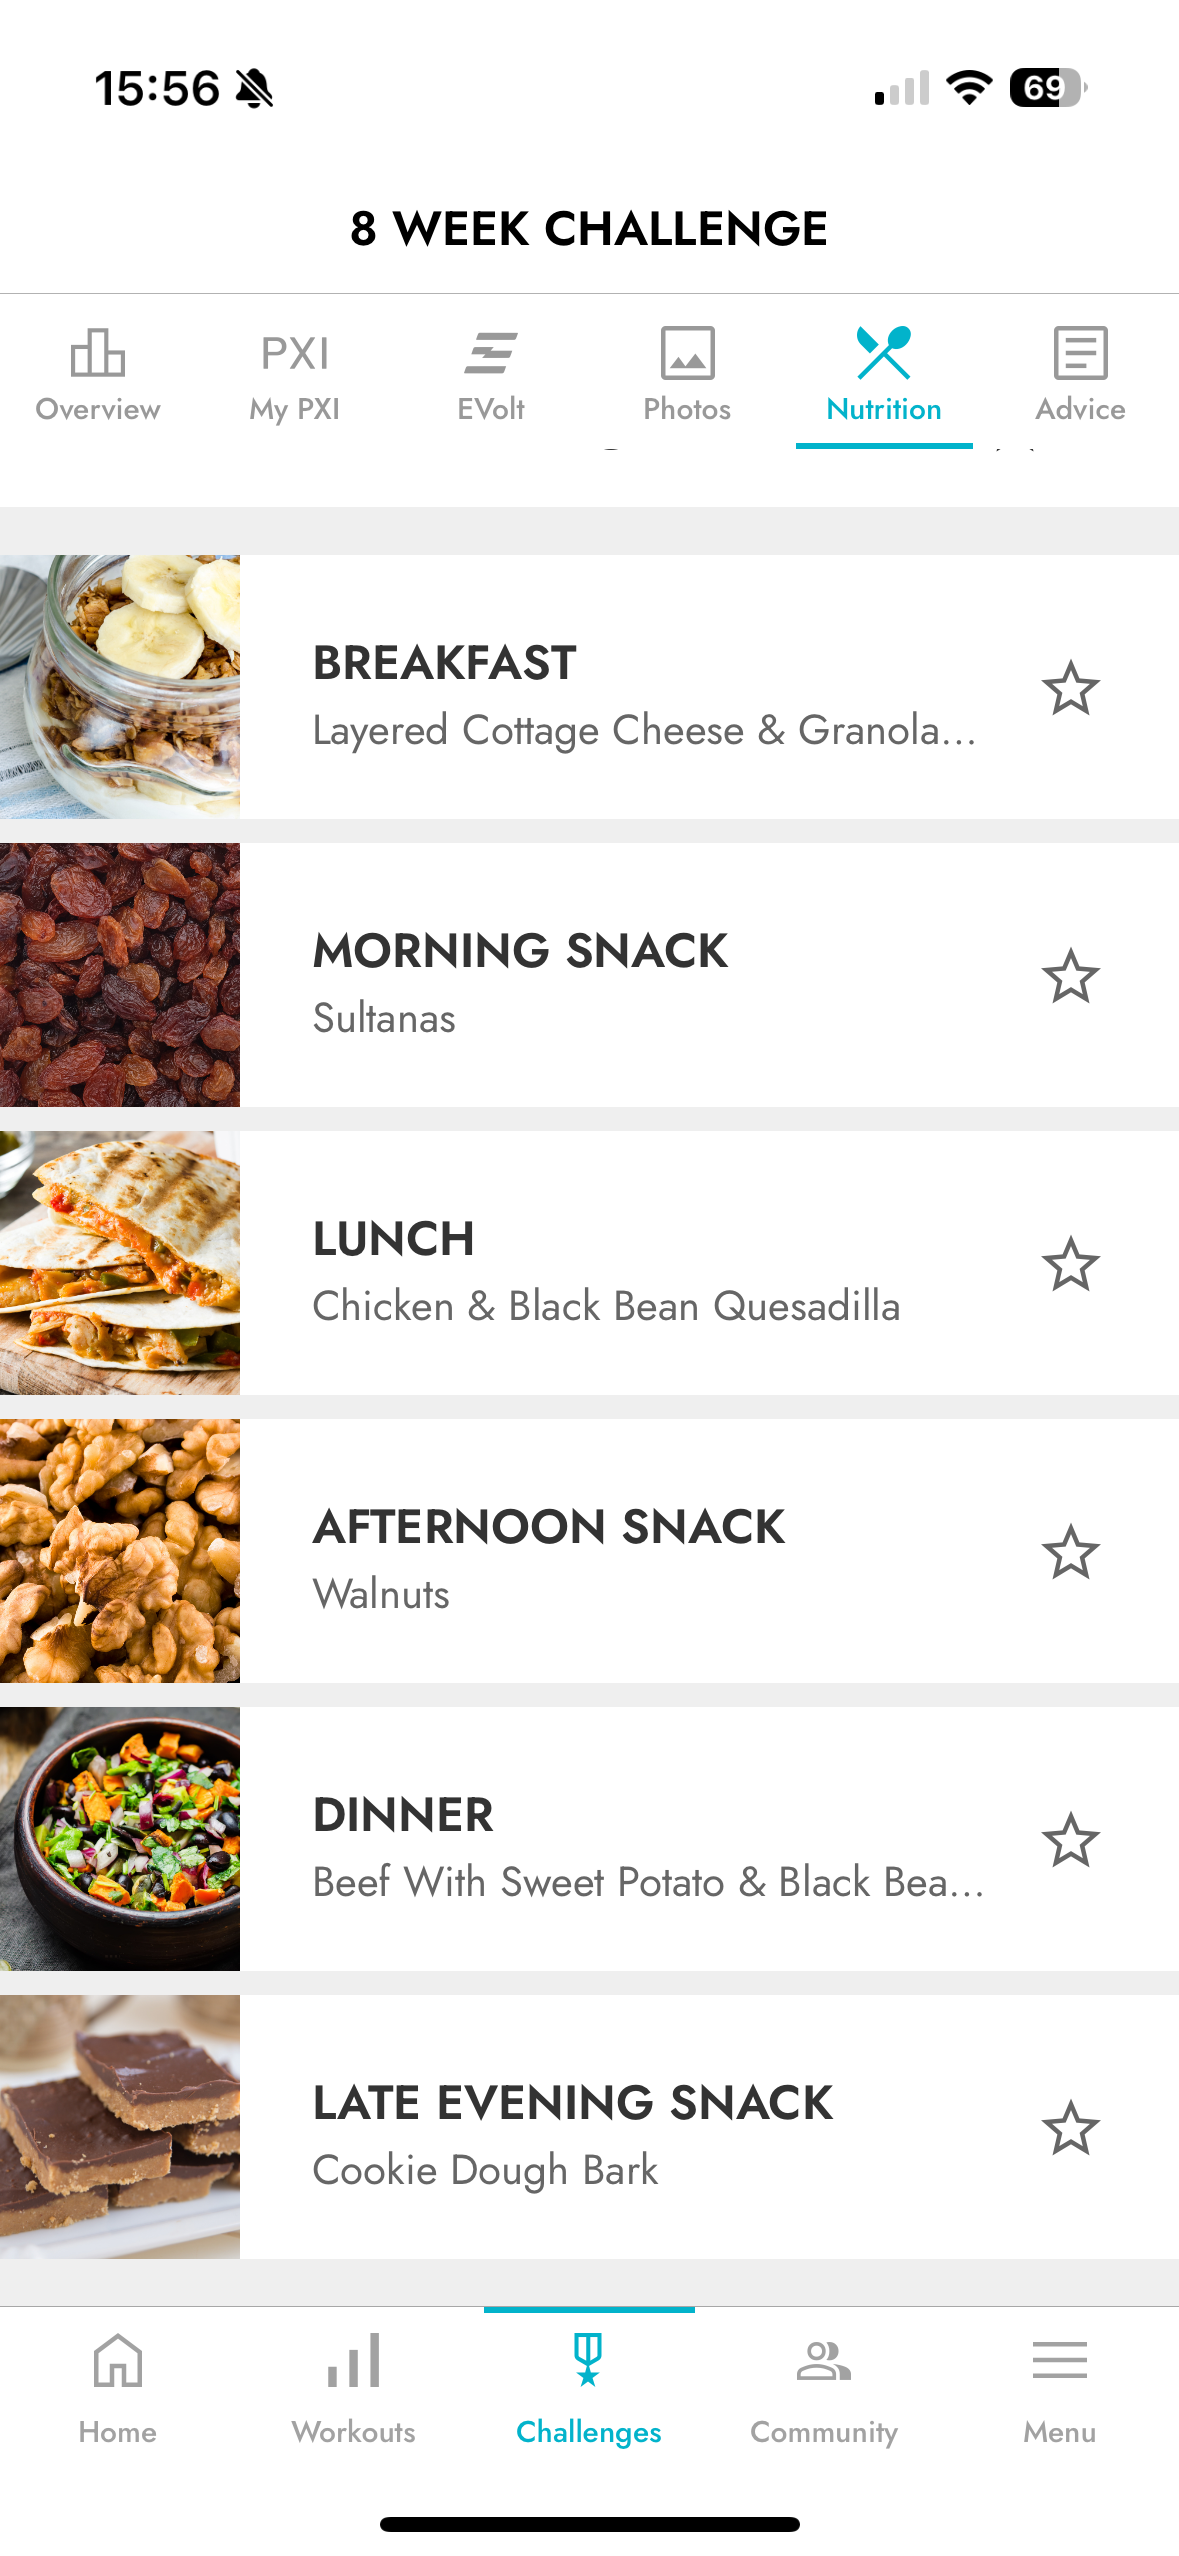 15:56
69
8 WEEK CHALLENGE
PXI
Overview
My PXI
EVolt
Photos
Nutrition
Advice
BREAKFAST
Layered Cottage Cheese & Granola...
MORNING SNACK
Sultanas
LUNCH
Chicken & Black Bean Quesadilla
AFTERNOON SNACK
Walnuts
DINNER
Beef With Sweet Potato & Black Bea...
LATE EVENING SNACK
Cookie Dough Bark
Home
Workouts
Challenges
Community
Menu